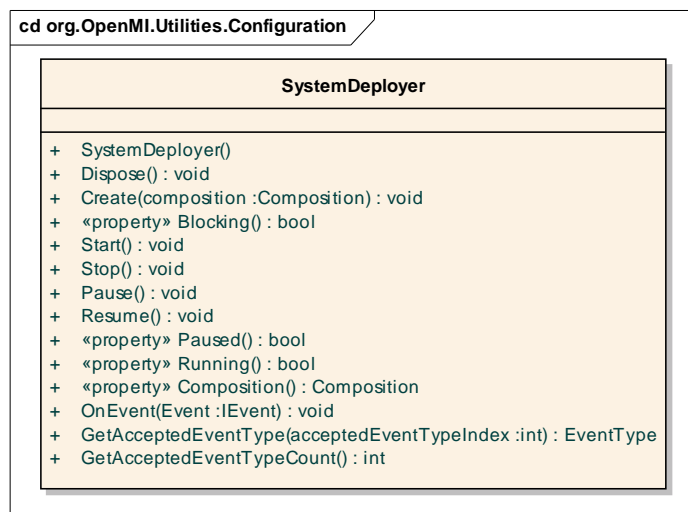 cd org.OpenMI.Utilities.Configuration
SystemDeployer
+ SystemDeployer()
+ Dispose() : void
+ Create(composition :Composition) : void
+ «property» Blocking() : bool
+ Start() : void
+ Stop() : void
+ Pause() : void
+ Resume() : void
+ «property» Paused() : bool
+ «property» Running() : bool
+ «property» Composition() : Composition
+ OnEvent(Event :IEvent) : void
+ GetAcceptedEventType(acceptedEventTypeIndex :int) : EventType
+ GetAcceptedEventTypeCount() : int